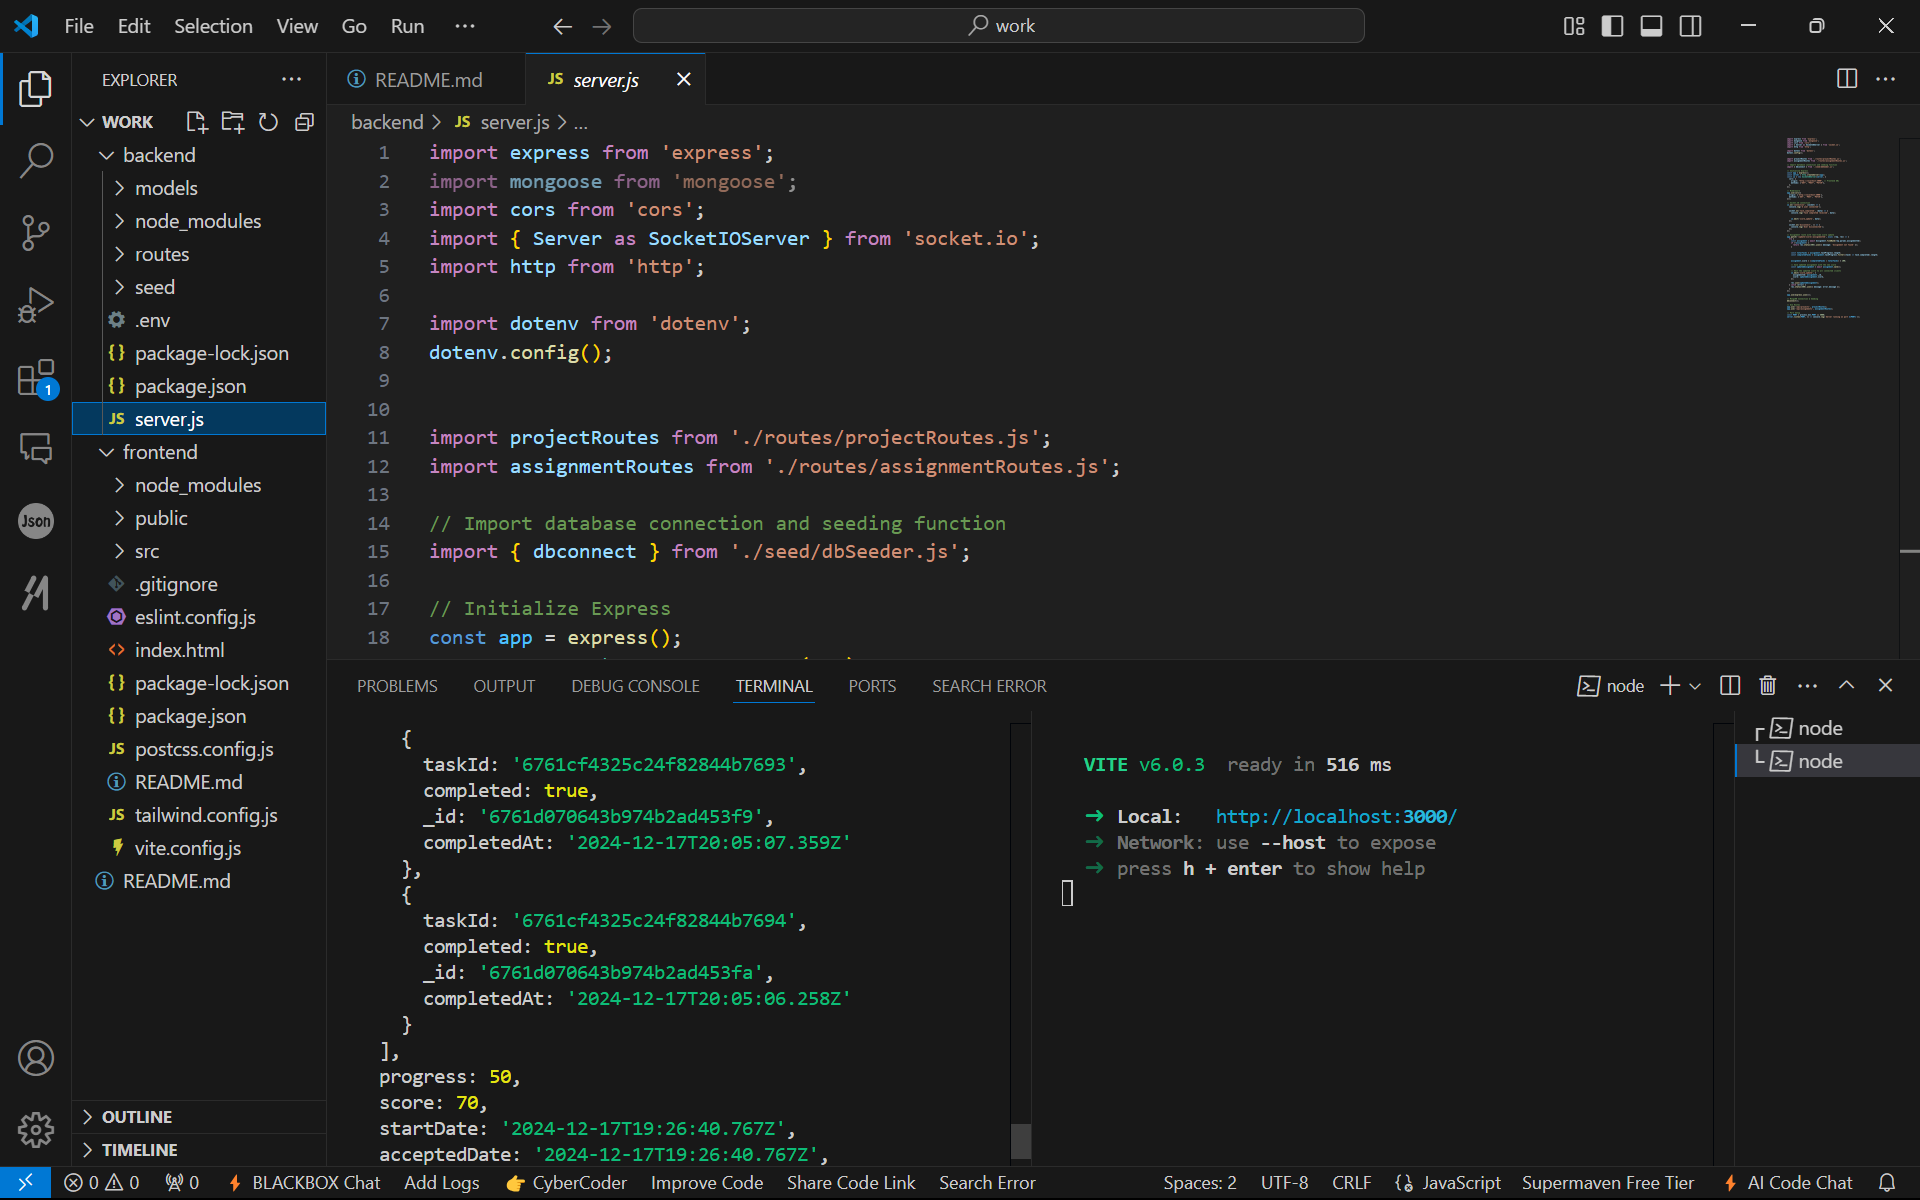 File Edit Selection View Go Run ··· work
EXPLORER
WORK
backend
models
node_modules
routes
seed
.env
package-lock.json
package.json
server.js
frontend
node_modules
public
src
.gitignore
eslint.config.js
index.html
package-lock.json
package.json
postcss.config.js
README.md
tailwind.config.js
vite.config.js
README.md
OUTLINE
TIMELINE
1
Json
README.md JS server.js
backend > JS server.js > ...
1 import express from 'express';
2 import mongoose from 'mongoose';
3 import cors from 'cors';
4 import { Server as SocketIOServer } from 'socket.io';
5 import http from 'http';
6
7 import dotenv from 'dotenv';
8 dotenv.config();
9
10
11 import projectRoutes from './routes/projectRoutes.js';
12 import assignmentRoutes from './routes/assignmentRoutes.js';
13
14 // Import database connection and seeding function
15 import { dbconnect } from './seed/dbSeeder.js';
16
17 // Initialize Express
18 const app = express();
PROBLEMS OUTPUT DEBUG CONSOLE TERMINAL PORTS SEARCH ERROR node
{
taskId: '6761cf4325c24f82844b7693',
completed: true,
_id: '6761d070643b974b2ad453f9',
completedAt: '2024-12-17T20:05:07.359Z'
},
{
taskId: '6761cf4325c24f82844b7694',
completed: true,
_id: '6761d070643b974b2ad453fa',
completedAt: '2024-12-17T20:05:06.258Z'
}
],
progress: 50,
score: 70,
startDate: '2024-12-17T19:26:40.767Z',
acceptedDate: '2024-12-17T19:26:40.767Z',
VITE v6.0.3 ready in 516 ms
➜ Local: http://localhost:3000/
➜ Network: use --host to expose
➜ press h + enter to show help
node
node
0 0 0 BLACKBOX Chat Add Logs 👉 CyberCoder Improve Code Share Code Link Search Error Spaces: 2 UTF-8 CRLF JavaScript Supermaven Free Tier AI Code Chat